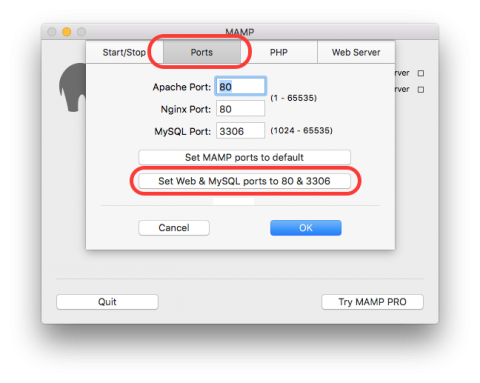 MAMP
Start/Stop Ports PHP Web Server
rver
Apache Port: 80
rver
(1 - 65535)
Nginx Port: 80
MySQL Port: 3306 (1024 - 65535)
Set MAMP ports to default
Set Web & MySQL ports to 80 & 3306
Cancel OK
Quit Try MAMP PRO